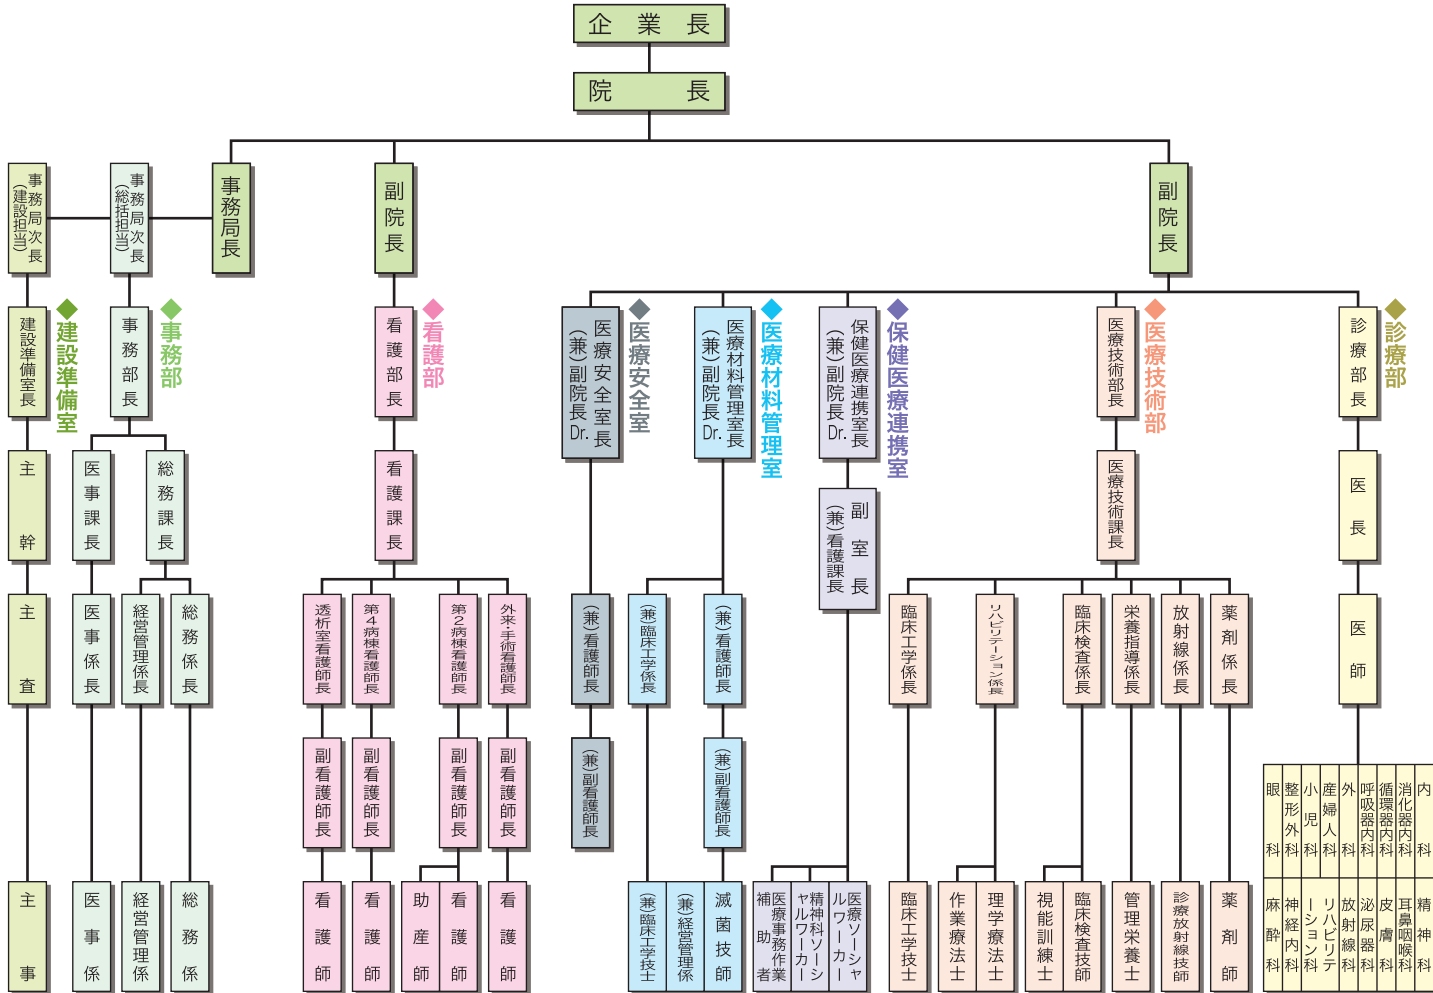 企業長
院長
事務局次長
(建設担当)
事務局次長
(総括担当)
事務局長
副院長
副院長
建設準備室長
◆建設準備室
事務部長
◆事務部
看護部長
◆看護部
医療安全室長
(兼)副院長Dr.
◆医療安全室
医療材料管理室長
(兼)副院長Dr.
◆医療材料管理室
保健医療連携室長
(兼)副院長Dr.
◆保健医療連携室
医療技術部長
◆医療技術部
診療部長
◆診療部
主幹
医事課長
総務課長
看護課長
副室長
(兼)看護課長
医療技術課長
医長
主査
医事係長
経営管理係長
総務係長
透析室看護師長
第4病棟看護師長
第2病棟看護師長
外来・手術看護師長
(兼)看護師長
(兼)臨床工学係長
(兼)看護師長
臨床工学係長
リハビリテーション係長
臨床検査係長
栄養指導係長
放射線係長
薬剤係長
医師
副看護師長
副看護師長
副看護師長
副看護師長
(兼)副看護師長
(兼)副看護師長
主事
医事係
経営管理係
総務係
看護師
看護師
助産師
看護師
看護師
(兼)臨床工学技士
(兼)経営管理係
滅菌技師
医療事務作業
補助者
精神科ソーシ
ャルワーカー
医療ソーシャ
ルワーカー
臨床工学技士
作業療法士
理学療法士
視能訓練士
臨床検査技師
管理栄養士
診療放射線技師
薬剤師
眼科
整形外科
小児科
産婦人科
外科
呼吸器内科
循環器内科
消化器内科
内科
麻酔科
神経内科
リハビリテ
ーション科
放射線科
泌尿器科
皮膚科
耳鼻咽喉科
精神科